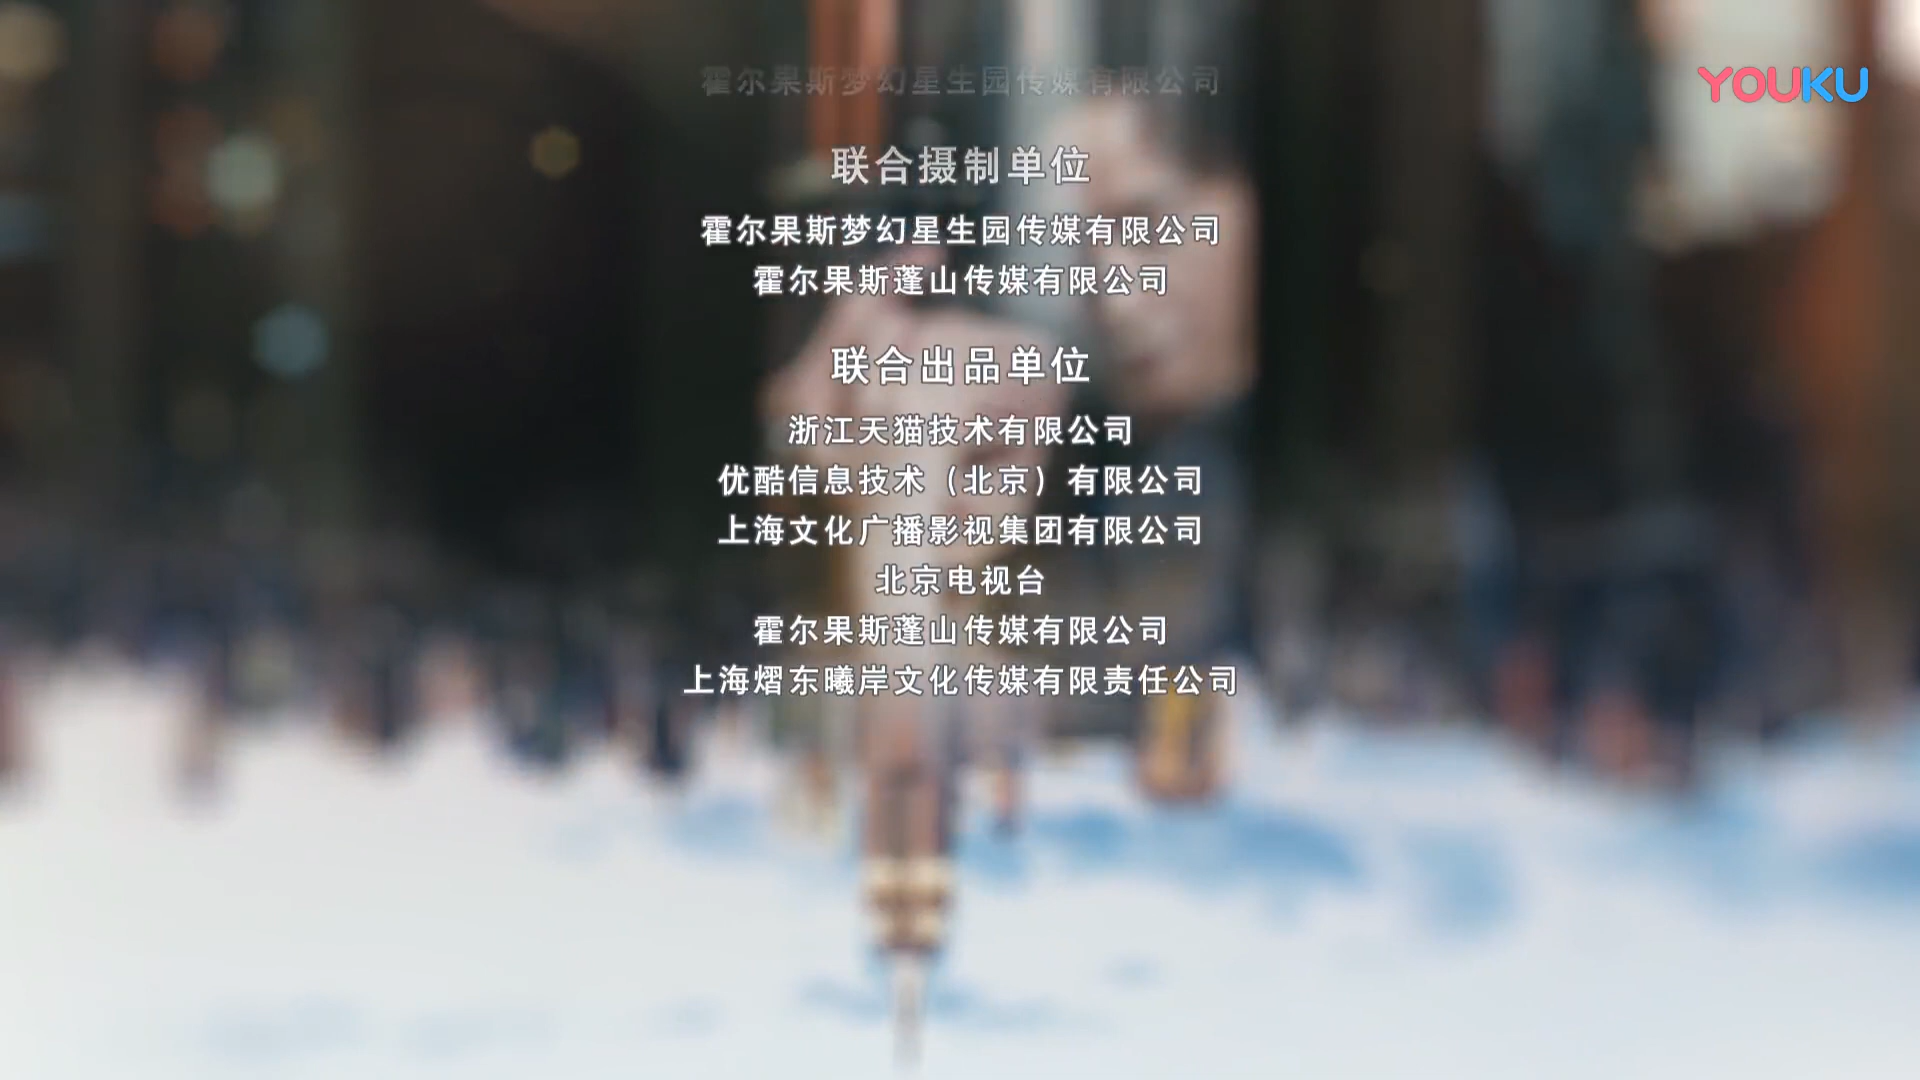 霍尔果斯梦幻星生园传媒有限公司
YOUKU
联合摄制单位
霍尔果斯梦幻星生园传媒有限公司
霍尔果斯蓬山传媒有限公司
联合出品单位
浙江天猫技术有限公司
优酷信息技术（北京）有限公司
上海文化广播影视集团有限公司
北京电视台
霍尔果斯蓬山传媒有限公司
上海熠东曦岸文化传媒有限责任公司